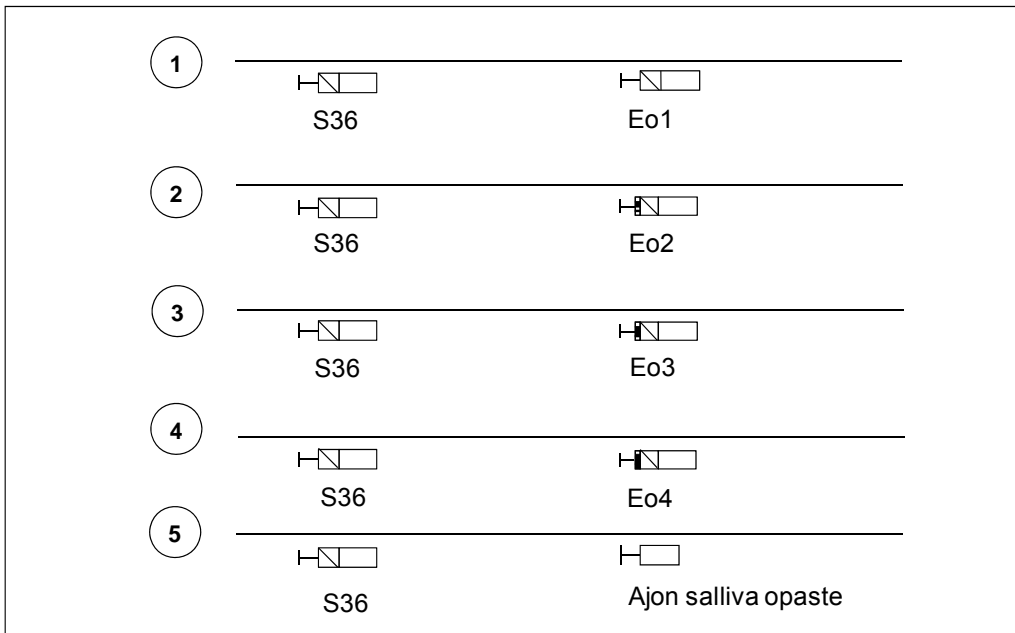 1
S36 Eo1
2
S36 Eo2
3
S36 Eo3
4
S36 Eo4
5
S36 Ajon salliva opaste